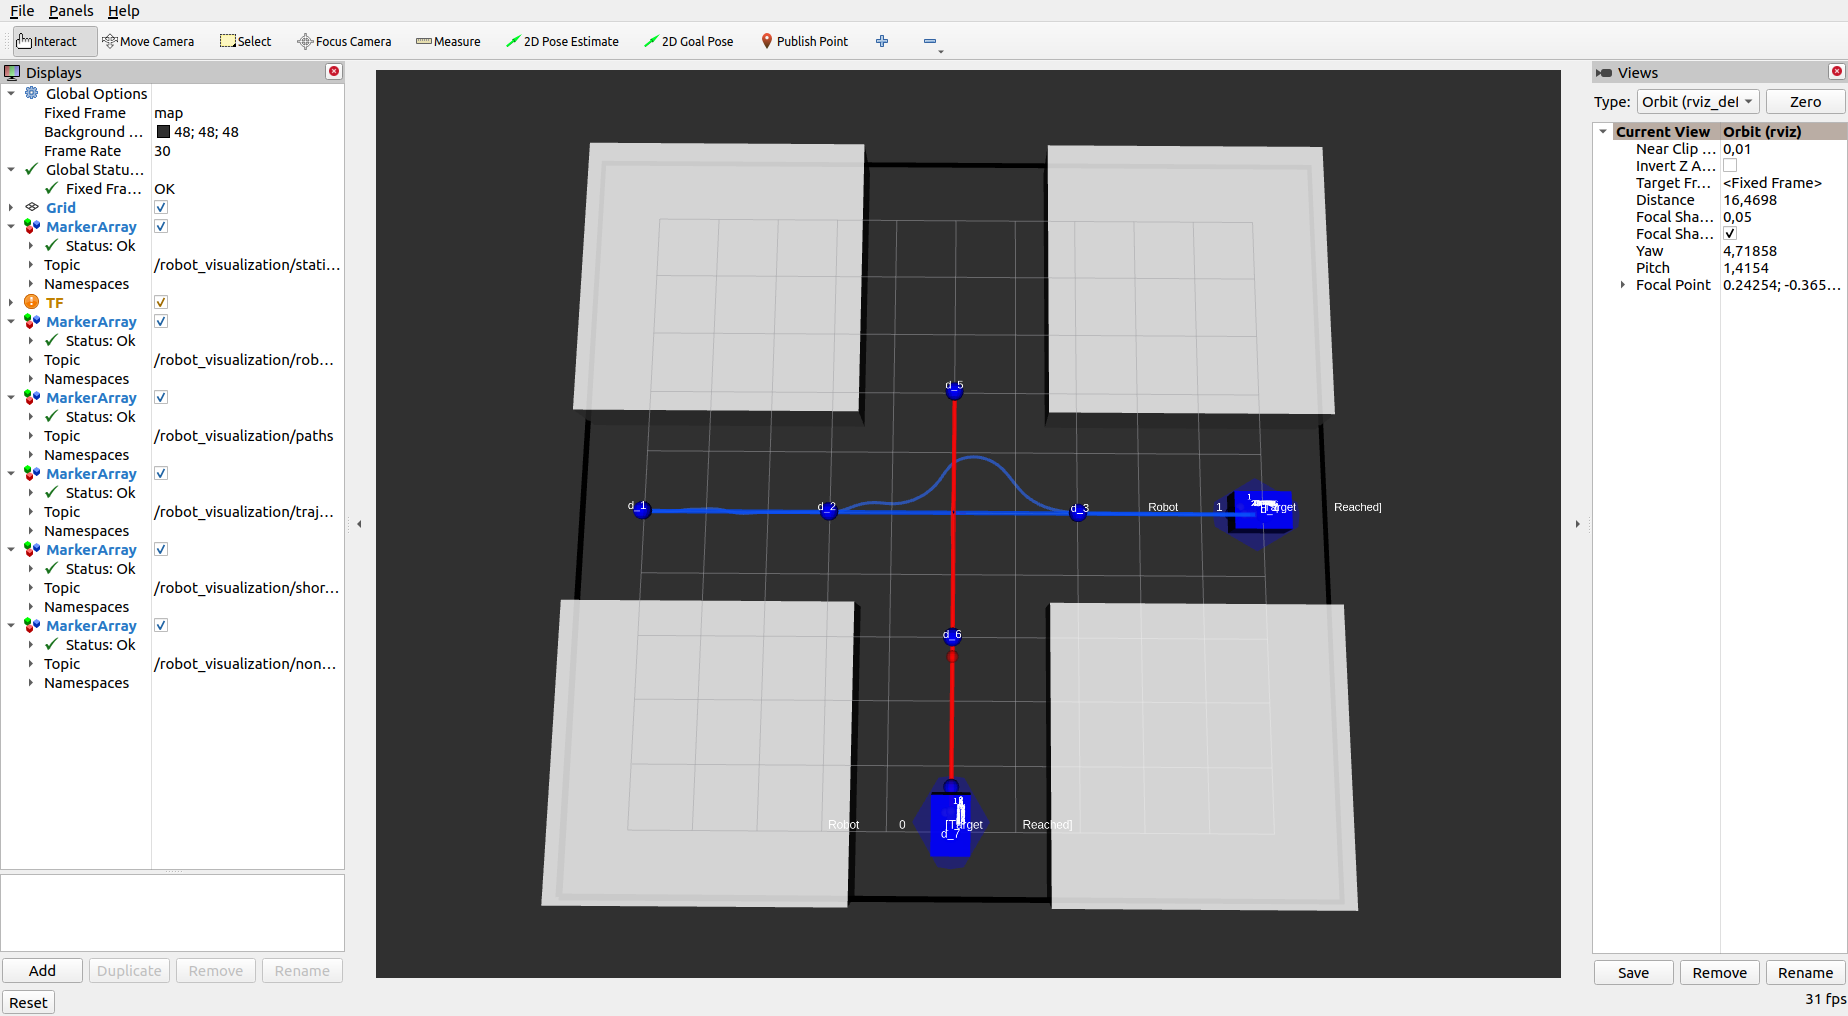 File Panels Help
Interact Move Camera Select Focus Camera Measure 2D Pose Estimate 2D Goal Pose Publish Point
Displays
Global Options
Fixed Frame map
Background ... 48; 48; 48
Frame Rate 30
Global Statu...
Fixed Fra... OK
Grid
MarkerArray
Status: Ok
Topic /robot_visualization/stati...
Namespaces
TF
MarkerArray
Status: Ok
Topic /robot_visualization/rob...
Namespaces
MarkerArray
Status: Ok
Topic /robot_visualization/paths
Namespaces
MarkerArray
Status: Ok
Topic /robot_visualization/traj...
Namespaces
MarkerArray
Status: Ok
Topic /robot_visualization/shor...
Namespaces
MarkerArray
Status: Ok
Topic /robot_visualization/non...
Namespaces
Add Duplicate Remove Rename
Reset
d_5
d_1 d_2 d_3 Robot 1 [Target Reached]
d_6
Robot 0 [Target Reached]
d_7
Views
Type: Orbit (rviz_del Zero
Current View Orbit (rviz)
Near Clip ... 0,01
Invert Z A...
Target Fr... <Fixed Frame>
Distance 16,4698
Focal Sha... 0,05
Focal Sha...
Yaw 4,71858
Pitch 1,4154
Focal Point 0.24254; -0.365...
Save Remove Rename
31 fps